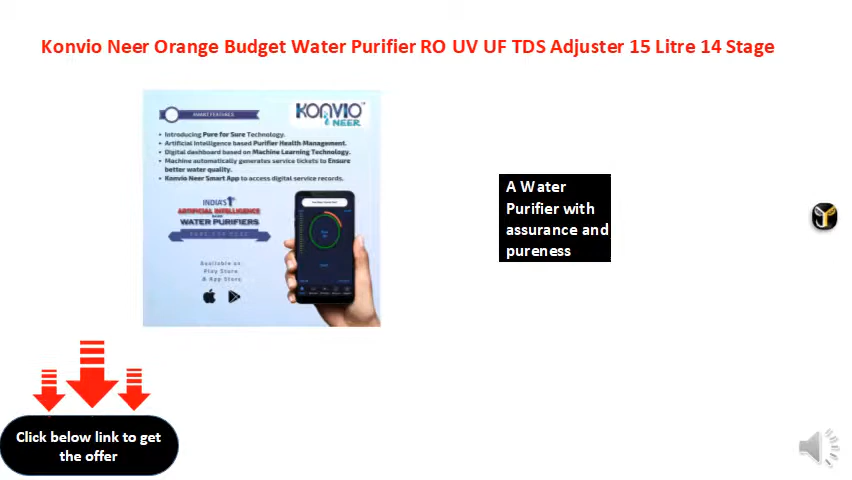 Konvio Neer Orange Budget Water Purifier RO UV UF TDS Adjuster 15 Litre 14 Stage
KONVIO
NEER
Introducing Pure for Sure Technology.
Artificial Intelligence based Purifier Health Management.
Digital dashboard based on Machine Learning Technology.
Machine automatically generates service tickets to Ensure
better water quality.
Konvio Neer Smart App to access digital service records.
INDIA'S 1st
ARTIFICIAL INTELLIGENCE
WATER PURIFIERS
Available on
Play Store
& App Store
A Water
Purifier with
assurance and
pureness
Click below link to get
the offer